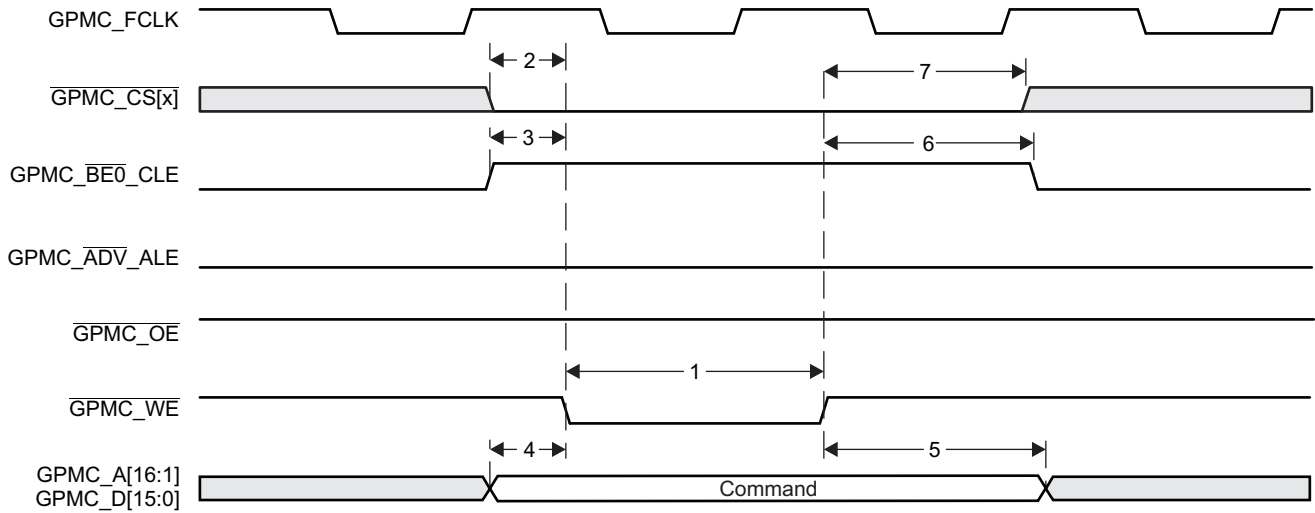 GPMC_FCLK
2
7
GPMC_CS[x]
3
6
GPMC_BE0_CLE
GPMC_ADV_ALE
GPMC_OE
1
GPMC_WE
4
5
GPMC_A[16:1]
GPMC_D[15:0]
Command